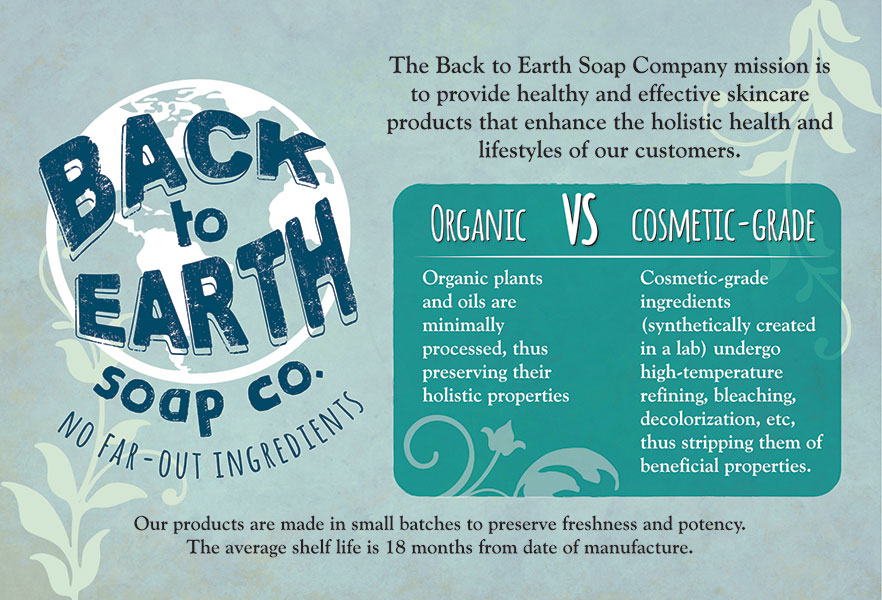 BACK
to
EARTH
SOAP CO.
NO FAR-OUT INGREDIENTS
The Back to Earth Soap Company mission is
to provide healthy and effective skincare
products that enhance the holistic health and
lifestyles of our customers.
ORGANIC VS COSMETIC-GRADE
Organic plants
and oils are
minimally
processed, thus
preserving their
holistic properties
Cosmetic-grade
ingredients
(synthetically created
in a lab) undergo
high-temperature
refining, bleaching,
decolorization, etc,
thus stripping them of
beneficial properties.
Our products are made in small batches to preserve freshness and potency.
The average shelf life is 18 months from date of manufacture.